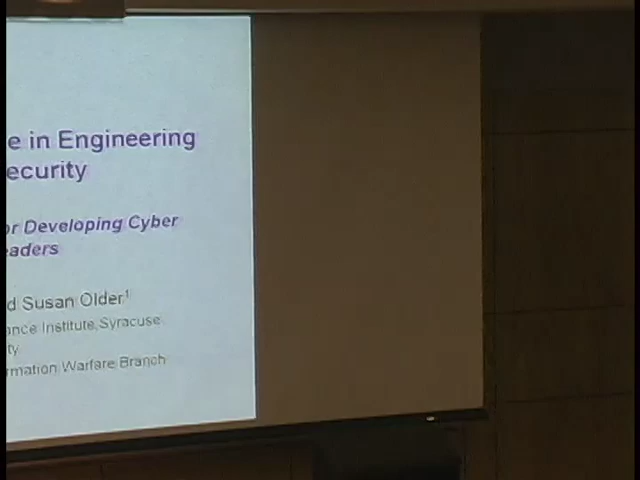 e in Engineering
ecurity
or Developing Cyber
eaders
d Susan Older¹
ance Institute, Syracuse
ty
rmation Warfare Branch